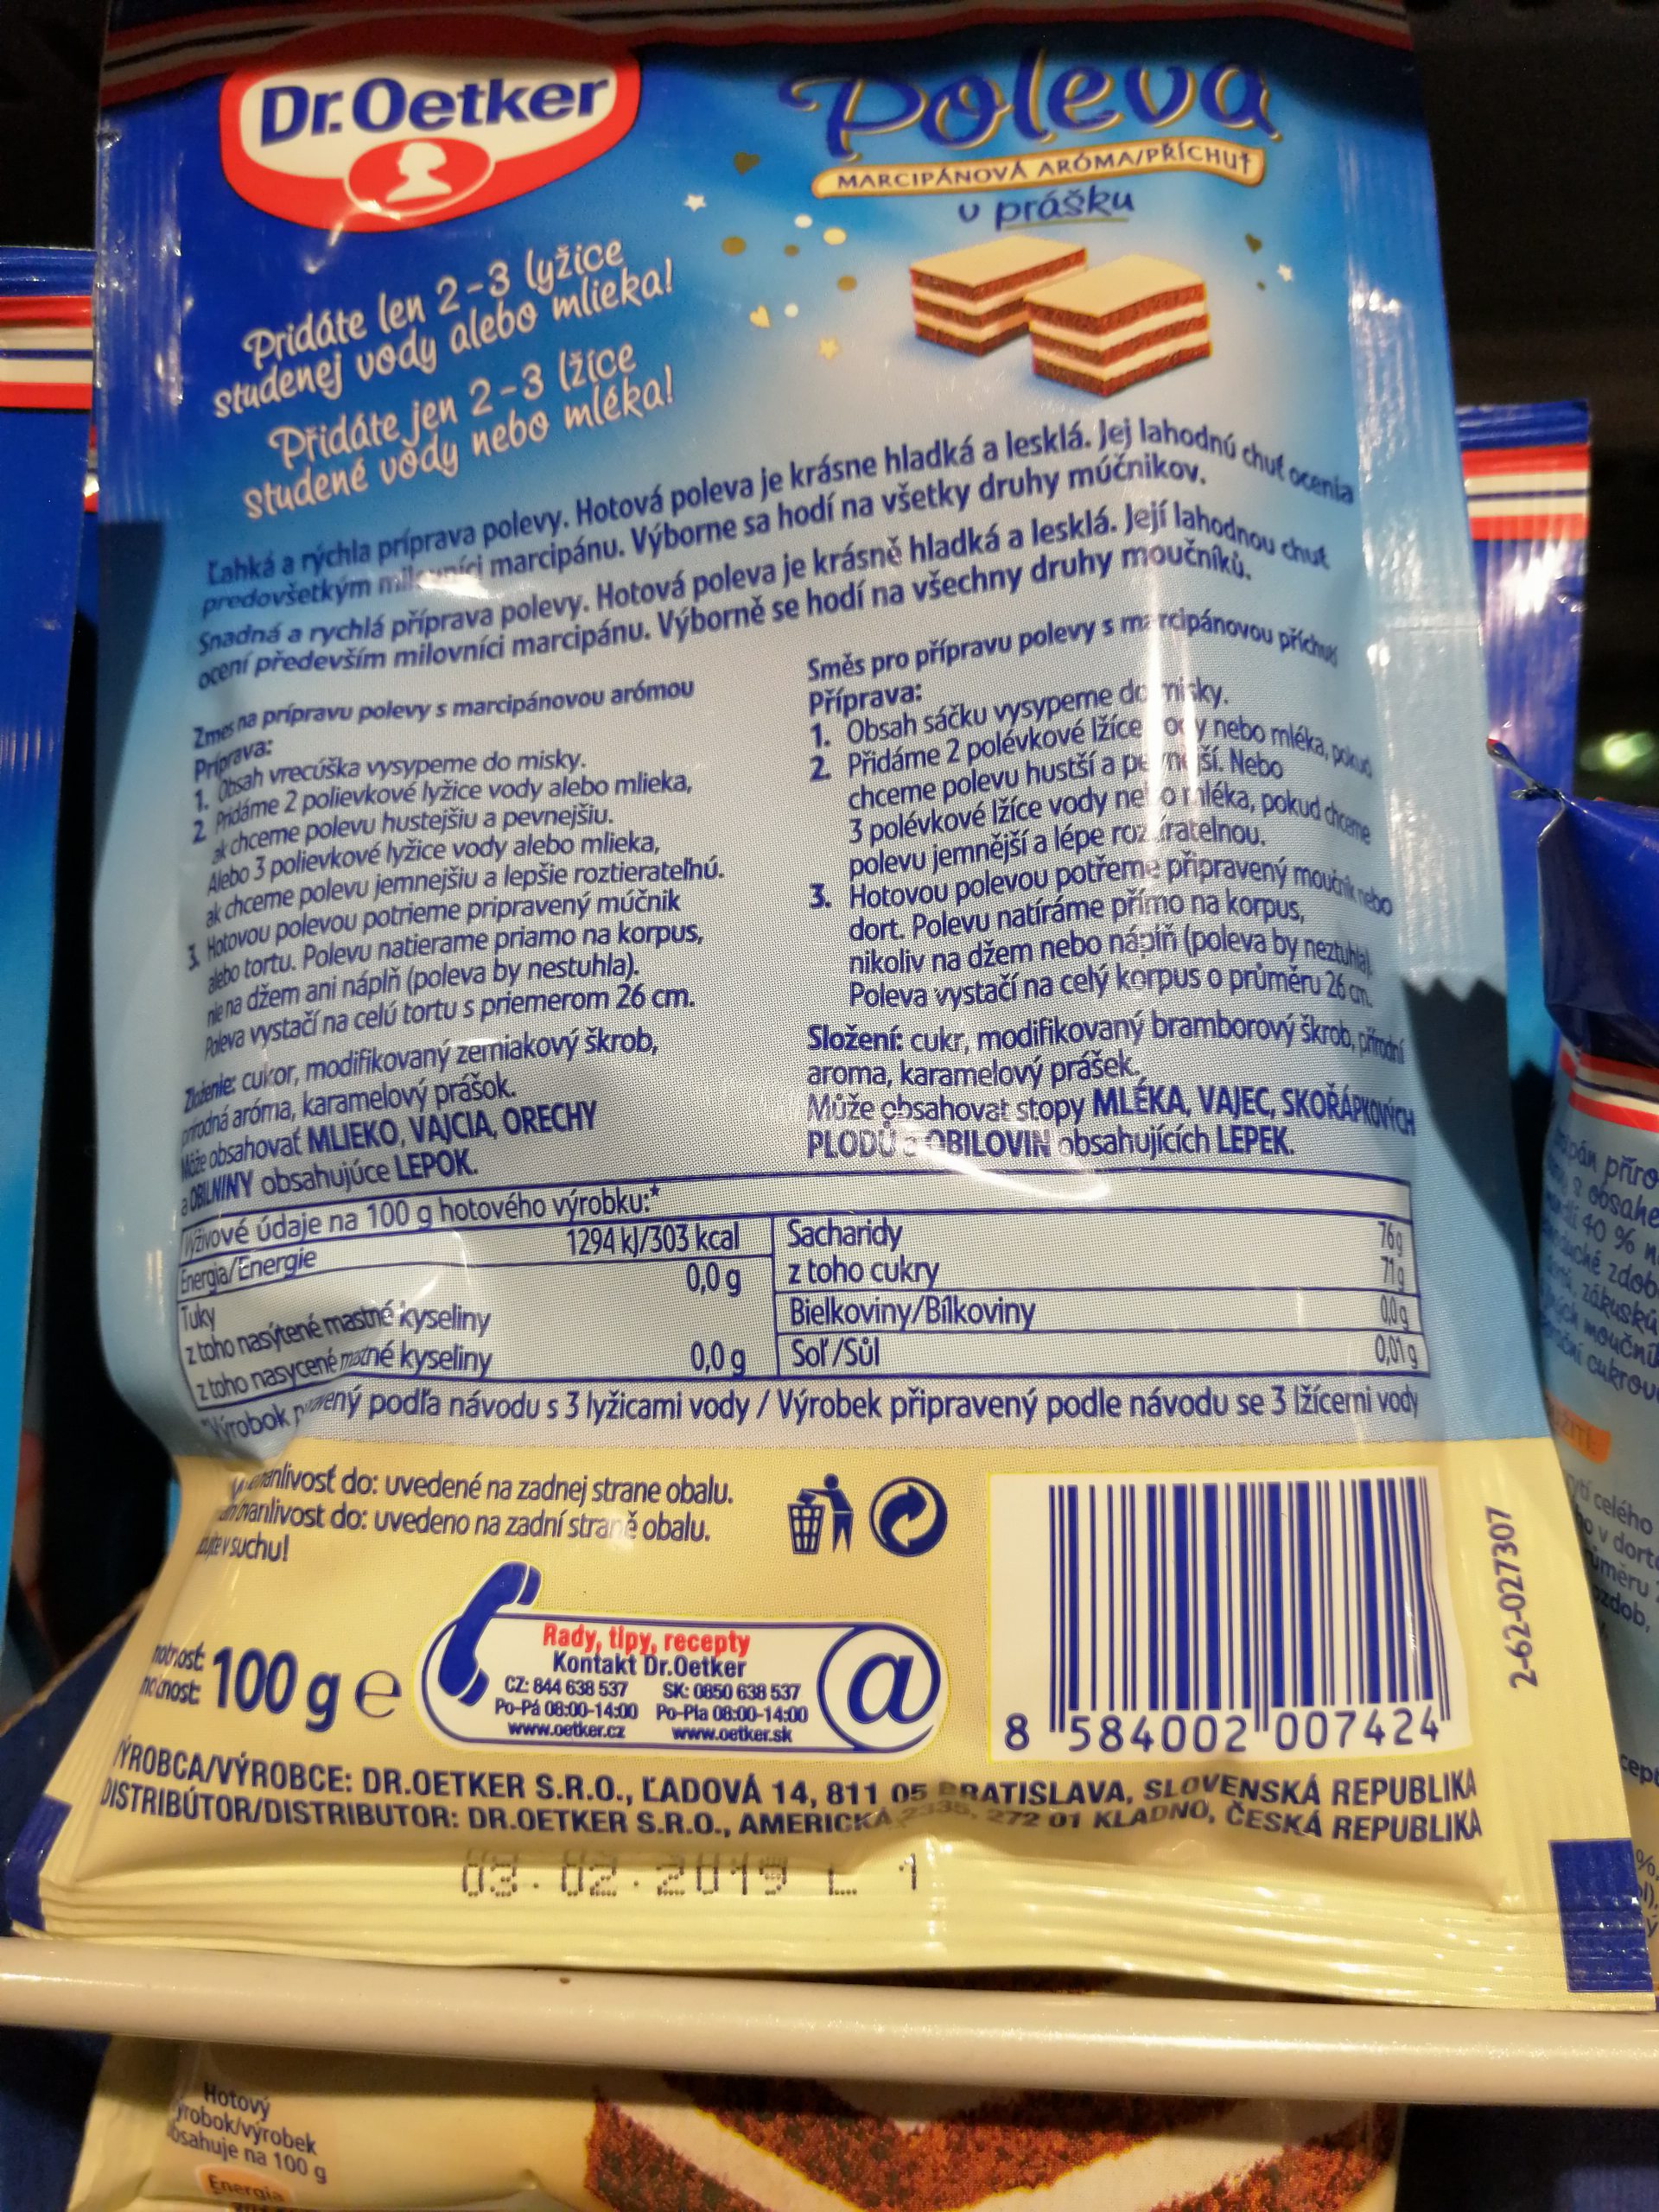 Dr.Oetker
Poleva
MARCIPÁNOVÁ ARÓMA/PŘÍCHUŤ
v prášku
Pridáte len 2-3 lyžice
studenej vody alebo mlieka!
Přidáte jen 2-3 lžíce
studené vody nebo mléka!
Ľahká a rýchla príprava polevy. Hotová poleva je krásne hladká a lesklá. Jej lahodnú chuť ocenia
predovšetkým milovníci marcipánu. Výborne sa hodí na všetky druhy múčnikov.
Snadná a rychlá příprava polevy. Hotová poleva je krásně hladká a lesklá. Její lahodnou chuť
ocení především milovníci marcipánu. Výborně se hodí na všechny druhy moučníků.
Zmes na prípravu polevy s marcipánovou arómou
Príprava:
1. Obsah vrecúška vysypeme do misky.
2. Pridáme 2 polievkové lyžice vody alebo mlieka,
ak chceme polevu hustejšiu a pevnejšiu.
Alebo 3 polievkové lyžice vody alebo mlieka,
ak chceme polevu jemnejšiu a lepšie roztierateľnú.
3. Hotovou polevou potrieme pripravený múčnik
alebo tortu. Polevu natierame priamo na korpus,
nie na džem ani náplň (poleva by nestuhla).
Poleva vystačí na celú tortu s priemerom 26 cm.
Zloženie: cukor, modifikovaný zemiakový škrob,
prírodná aróma, karamelový prášok.
Môže obsahovať MLIEKO, VAJCIA, ORECHY
a OBILNINY obsahujúce LEPOK.
Směs pro přípravu polevy s marcipánovou příchutí
Příprava:
1. Obsah sáčku vysypeme do misky.
2. Přidáme 2 polévkové lžíce vody nebo mléka, pokud
chceme polevu hustší a pevnější. Nebo
3 polévkové lžíce vody nebo mléka, pokud chceme
polevu jemnější a lépe roztíratelnou.
3. Hotovou polevou potřeme připravený moučník nebo
dort. Polevu natíráme přímo na korpus,
nikoliv na džem nebo náplň (poleva by neztuhla).
Poleva vystačí na celý korpus o průměru 26 cm.
Složení: cukr, modifikovaný bramborový škrob, přírodní
aroma, karamelový prášek.
Může obsahovat stopy MLÉKA, VAJEC, SKOŘÁPKOVÝCH
PLODŮ a OBILOVIN obsahujících LEPEK.
Výživové údaje na 100 g hotového výrobku:*
Energia/Energie 1294 kJ/303 kcal
Tuky 0,0 g
z toho nasýtené mastné kyseliny
z toho nasycené mastné kyseliny 0,0 g
Sacharidy 76g
z toho cukry 71g
Bielkoviny/Bílkoviny 0,0g
Soľ/Sůl 0,01g
*Výrobok pripravený podľa návodu s 3 lyžicami vody / Výrobek připravený podle návodu se 3 lžícemi vody
do: uvedené na zadnej strane obalu.
do: uvedeno na zadní straně obalu.
v suchu!
100 g e
Rady, tipy, recepty
Kontakt Dr.Oetker
CZ: 844 638 537 SK: 0850 638 537
Po-Pá 08:00-14:00 Po-Pia 08:00-14:00
www.oetker.cz www.oetker.sk
@
8 584002 007424
2-62-027307
VÝROBCA/VÝROBCE: DR.OETKER S.R.O., ĽADOVÁ 14, 811 05 BRATISLAVA, SLOVENSKÁ REPUBLIKA
DISTRIBÚTOR/DISTRIBUTOR: DR.OETKER S.R.O., AMERICKÁ 2335, 272 01 KLADNO, ČESKÁ REPUBLIKA
03.02.2019 L 1
Hotový
výrobok/výrobek
obsahuje na 100 g
Energia
40 %
celého
v dort